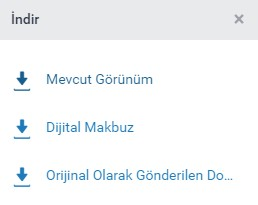 İndir
Mevcut Görünüm
Dijital Makbuz
Orijinal Olarak Gönderilen Do...